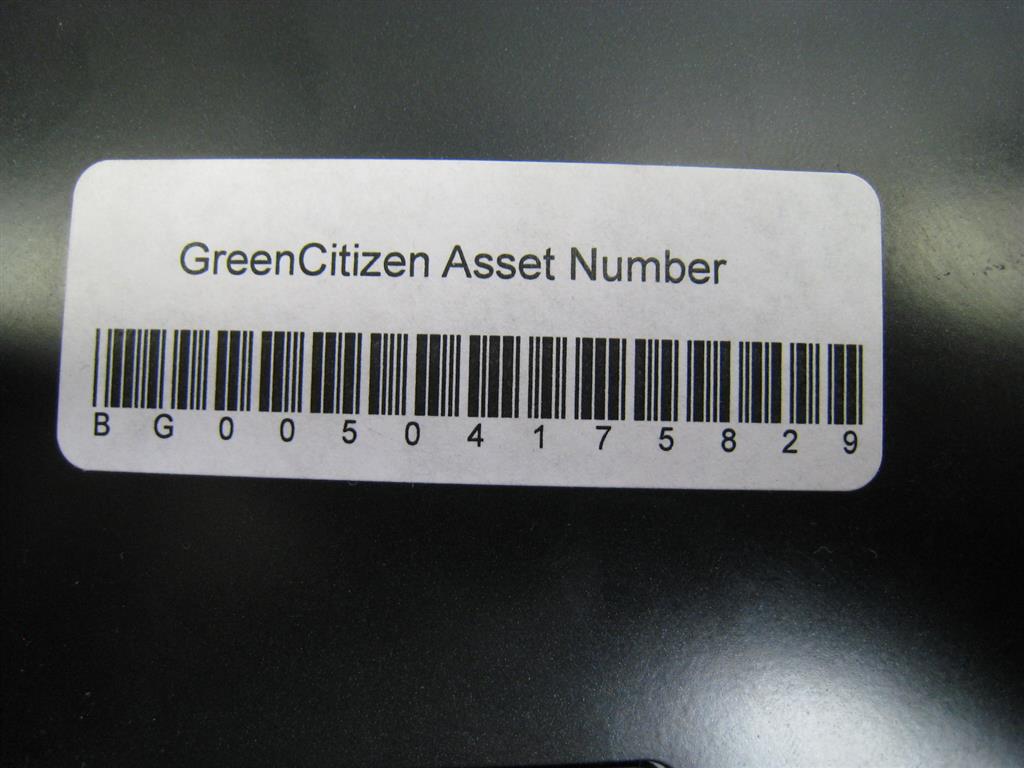 GreenCitizen Asset Number
B G 0 0 5 0 4 1 7 5 8 2 9